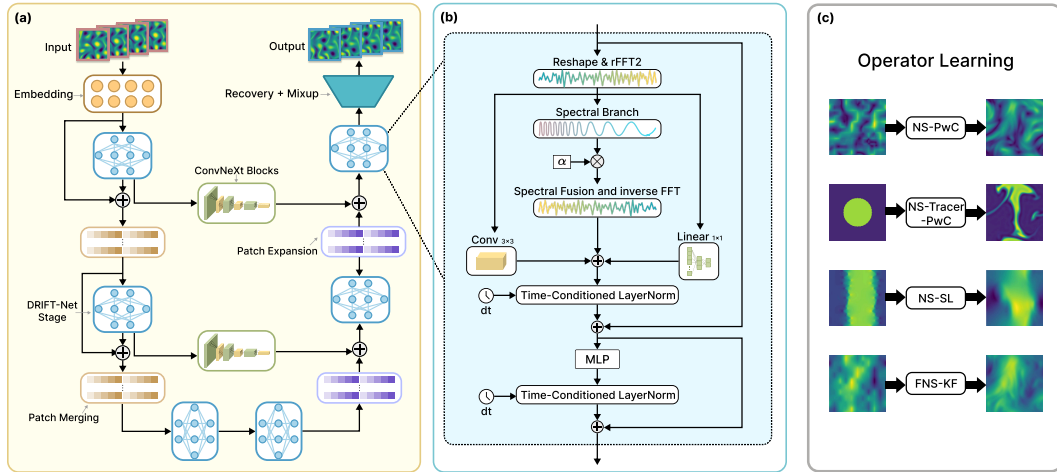 (a)
Input
Output
Embedding
Recovery + Mixup
ConvNeXt Blocks
Patch Expansion
DRIFT-Net
Stage
Patch Merging
(b)
Reshape & rFFT2
Spectral Branch
α
Spectral Fusion and inverse FFT
Conv 3×3
Linear 1×1
dt
Time-Conditioned LayerNorm
MLP
dt
Time-Conditioned LayerNorm
(c)
Operator Learning
NS-PwC
NS-Tracer
-PwC
NS-SL
FNS-KF